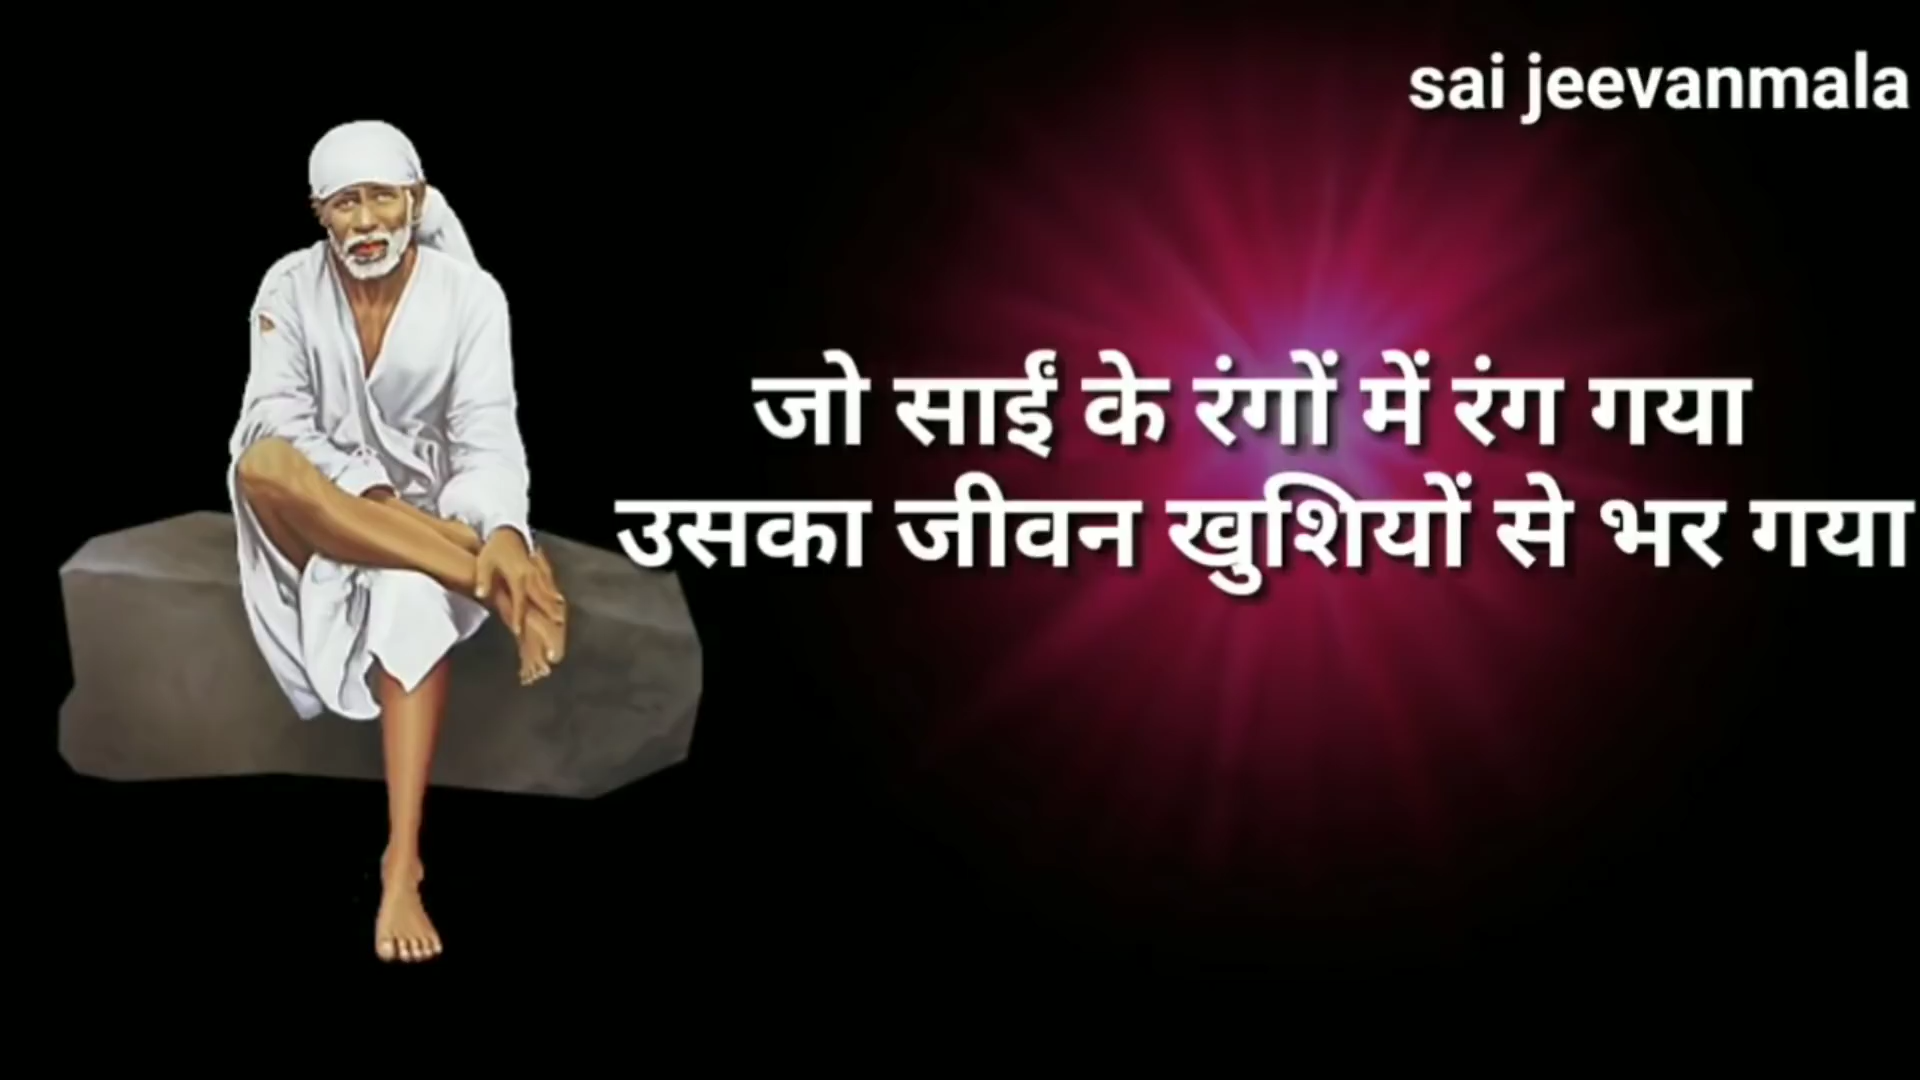 sai jeevanmala
जो साईं के रंगों में रंग गया
उसका जीवन खुशियों से भर गया